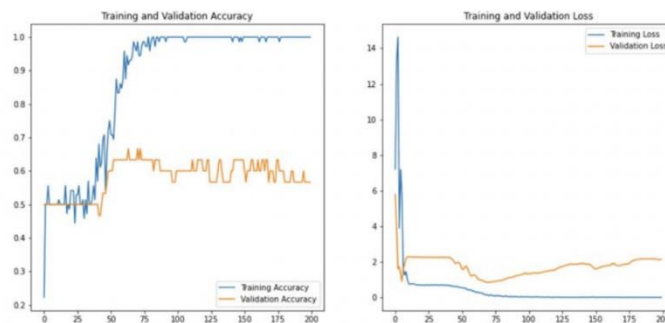 Training and Validation Accuracy
1.0
0.9
0.8
0.7
0.6
0.5
0.4
0.3
0.2
0 25 50 75 100 125 150 175 200
Training Accuracy
Validation Accuracy
Training and Validation Loss
14
12
10
8
6
4
2
0
0 25 50 75 100 125 150 175 200
Training Loss
Validation Loss